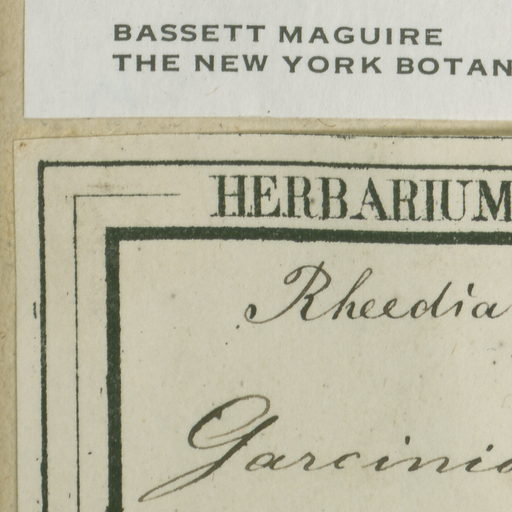 BASSETT MAGUIRE
THE NEW YORK BOTAN
HERBARIUM
Rheedia
Garcinia